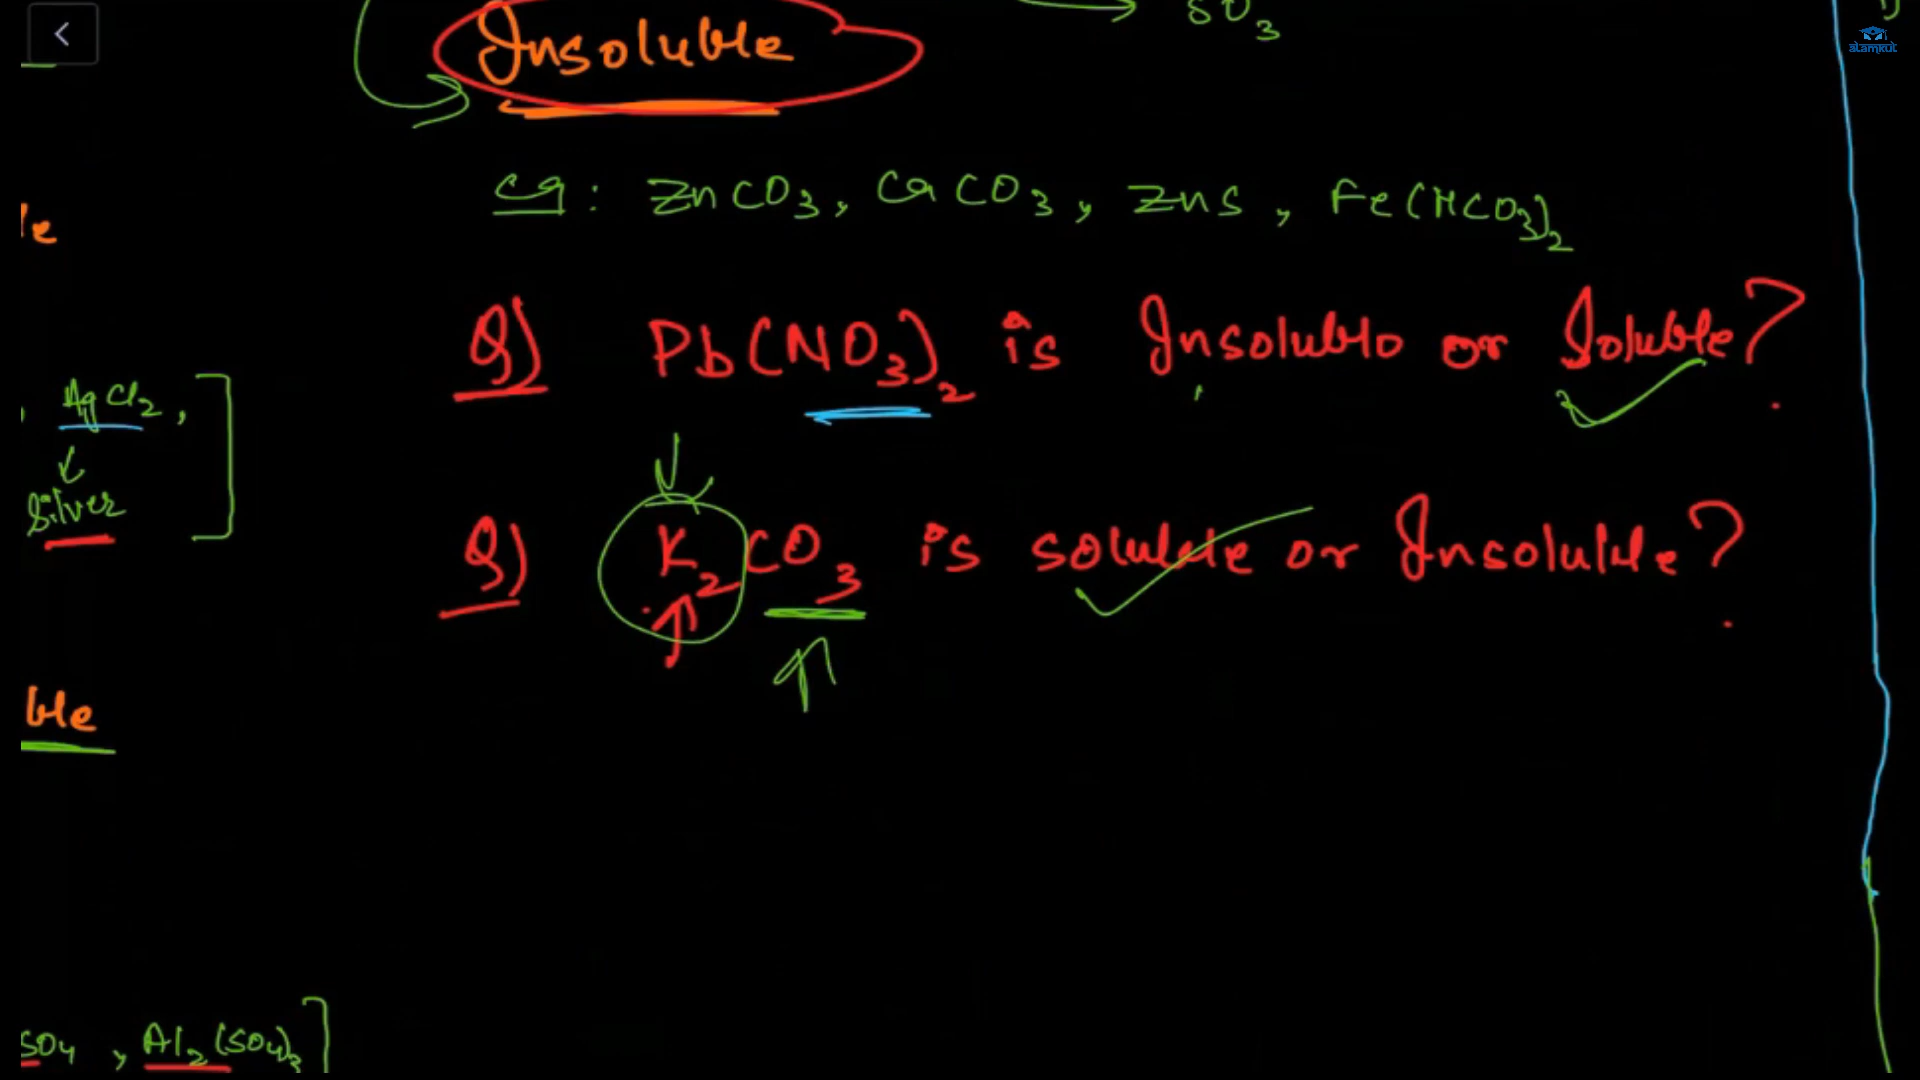 SO3
alamkut
Insoluble
eg: ZnCO3, CaCO3, ZnS, Fe(HCO3)2
le
Q) Pb(NO3)2 is Insoluble or Soluble?
AgCl2,
Silver
Q) K2CO3 is soluble or Insoluble?
ble
SO4, Al2(SO4)3]